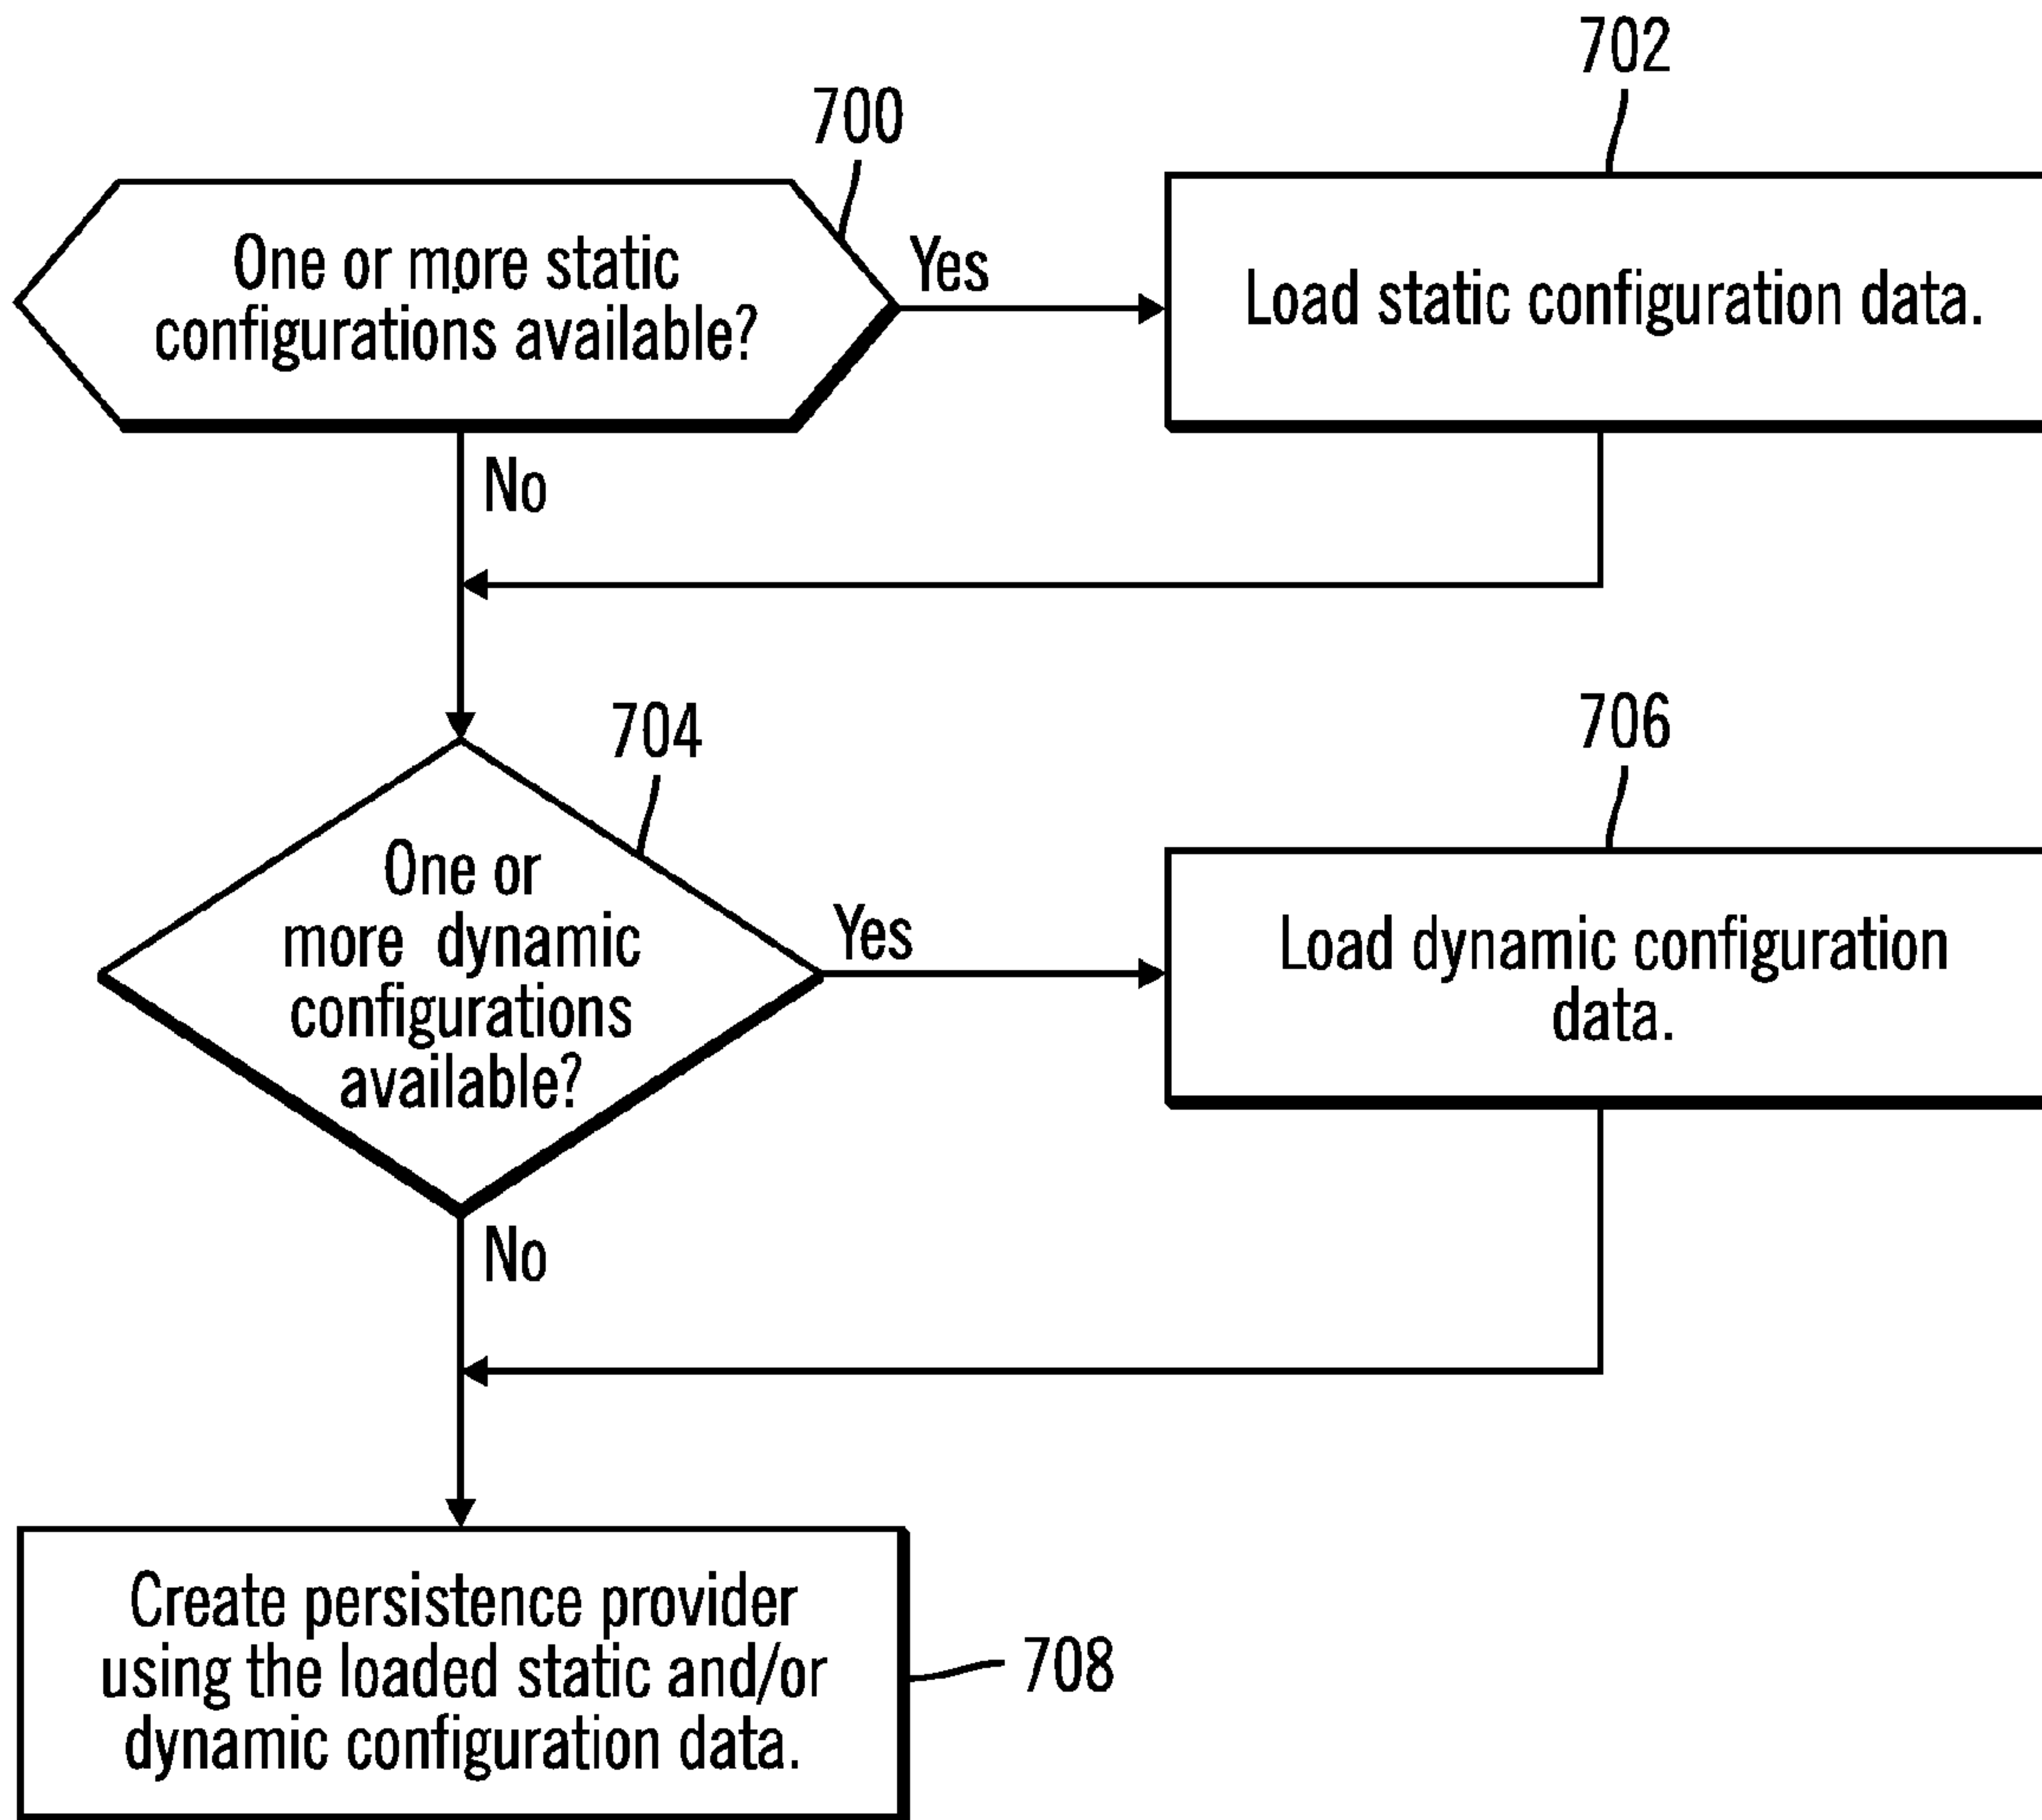 702
700
One or more static
configurations available?
Yes
Load static configuration data.
No
704
706
One or
more dynamic
configurations
available?
Yes
Load dynamic configuration
data.
No
Create persistence provider
using the loaded static and/or
dynamic configuration data.
708